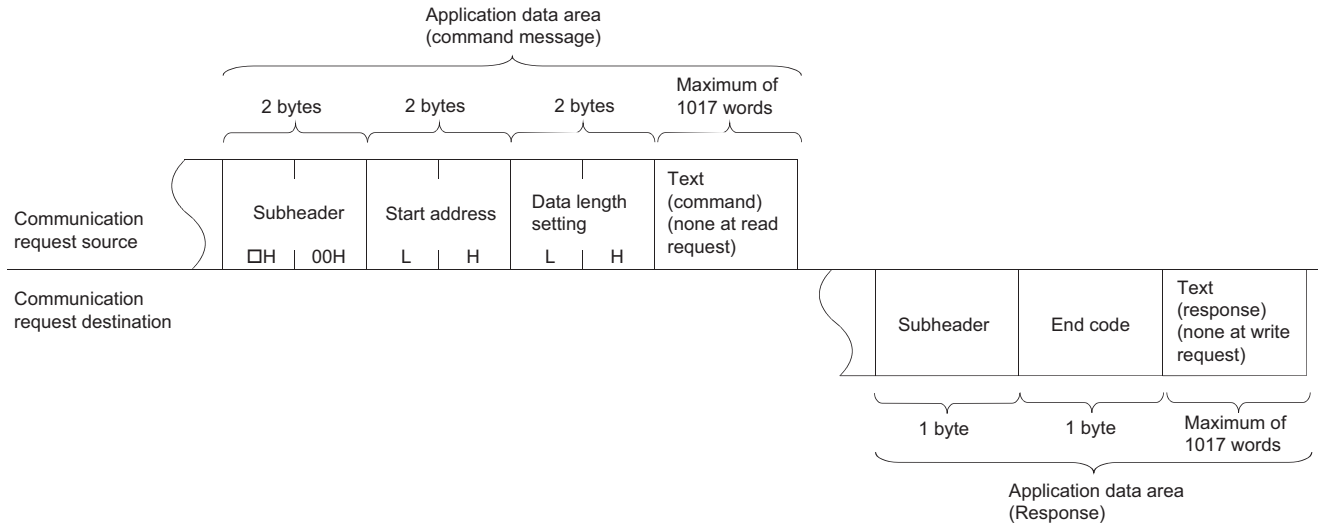 Application data area
(command message)
Maximum of
1017 words
2 bytes
2 bytes
2 bytes
Communication
request source
Subheader
□H
00H
Start address
L
H
Data length
setting
L
H
Text
(command)
(none at read
request)
Communication
request destination
Subheader
End code
Text
(response)
(none at write
request)
1 byte
1 byte
Maximum of
1017 words
Application data area
(Response)